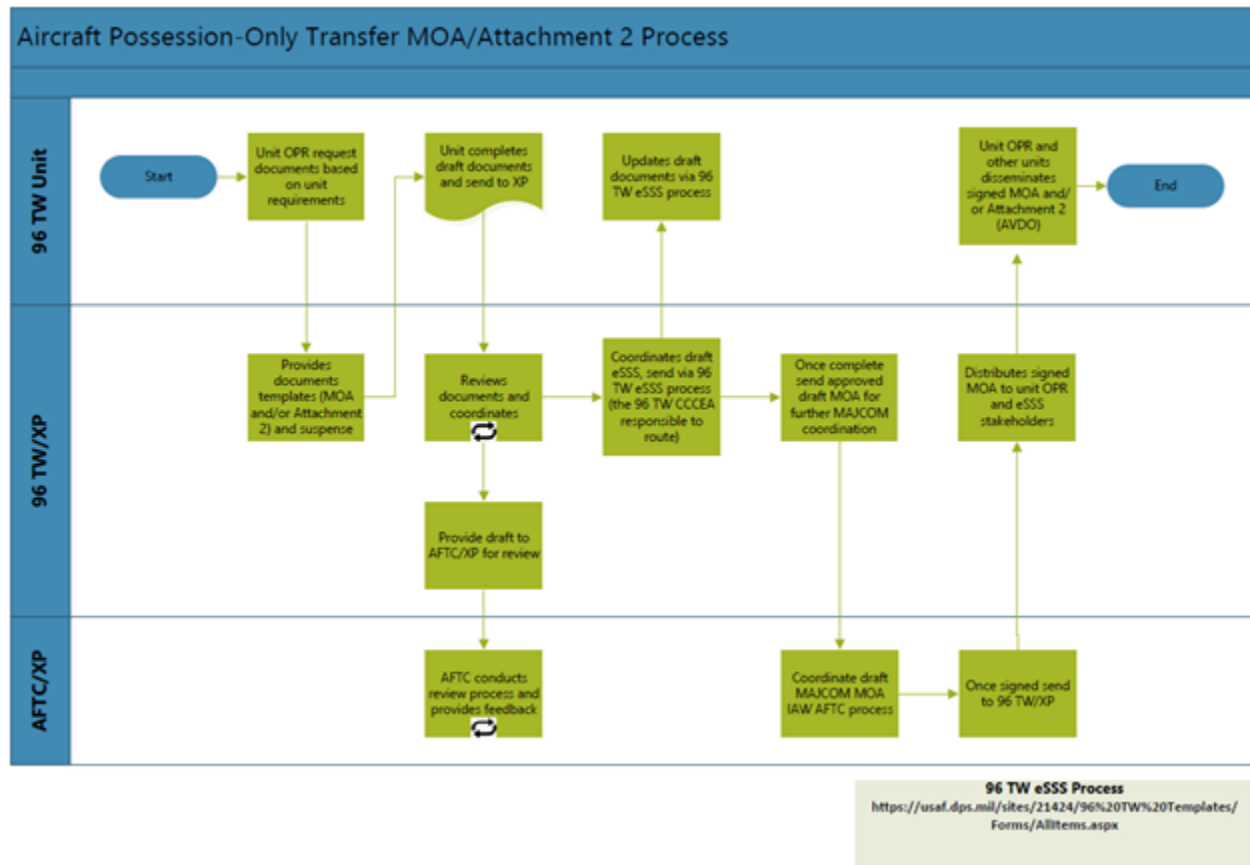 Aircraft Possession-Only Transfer MOA/Attachment 2 Process
96 TW Unit
Start
Unit OPR request
documents based
on unit
requirements
Unit completes
draft documents
and send to XP
Updates draft
documents via 96
TW eSSS process
Unit OPR and
other units
disseminates
signed MOA and/
or Attachment 2
(AVDO)
End
96 TW/XP
Provides
documents
templates (MOA
and/or Attachment
2) and suspense
Reviews
documents and
coordinates
Coordinates draft
eSSS, send via 96
TW eSSS process
(the 96 TW CCCEA
responsible to
route)
Once complete
send approved
draft MOA for
further MAJCOM
coordination
Distributes signed
MOA to unit OPR
and eSSS
stakeholders
Provide draft to
AFTC/XP for review
AFTC/XP
AFTC conducts
review process and
provides feedback
Coordinate draft
MAJCOM MOA
IAW AFTC process
Once signed send
to 96 TW/XP
96 TW eSSS Process
https://usaf.dps.mil/sites/21424/96%20TW%20Templates/
Forms/AllItems.aspx